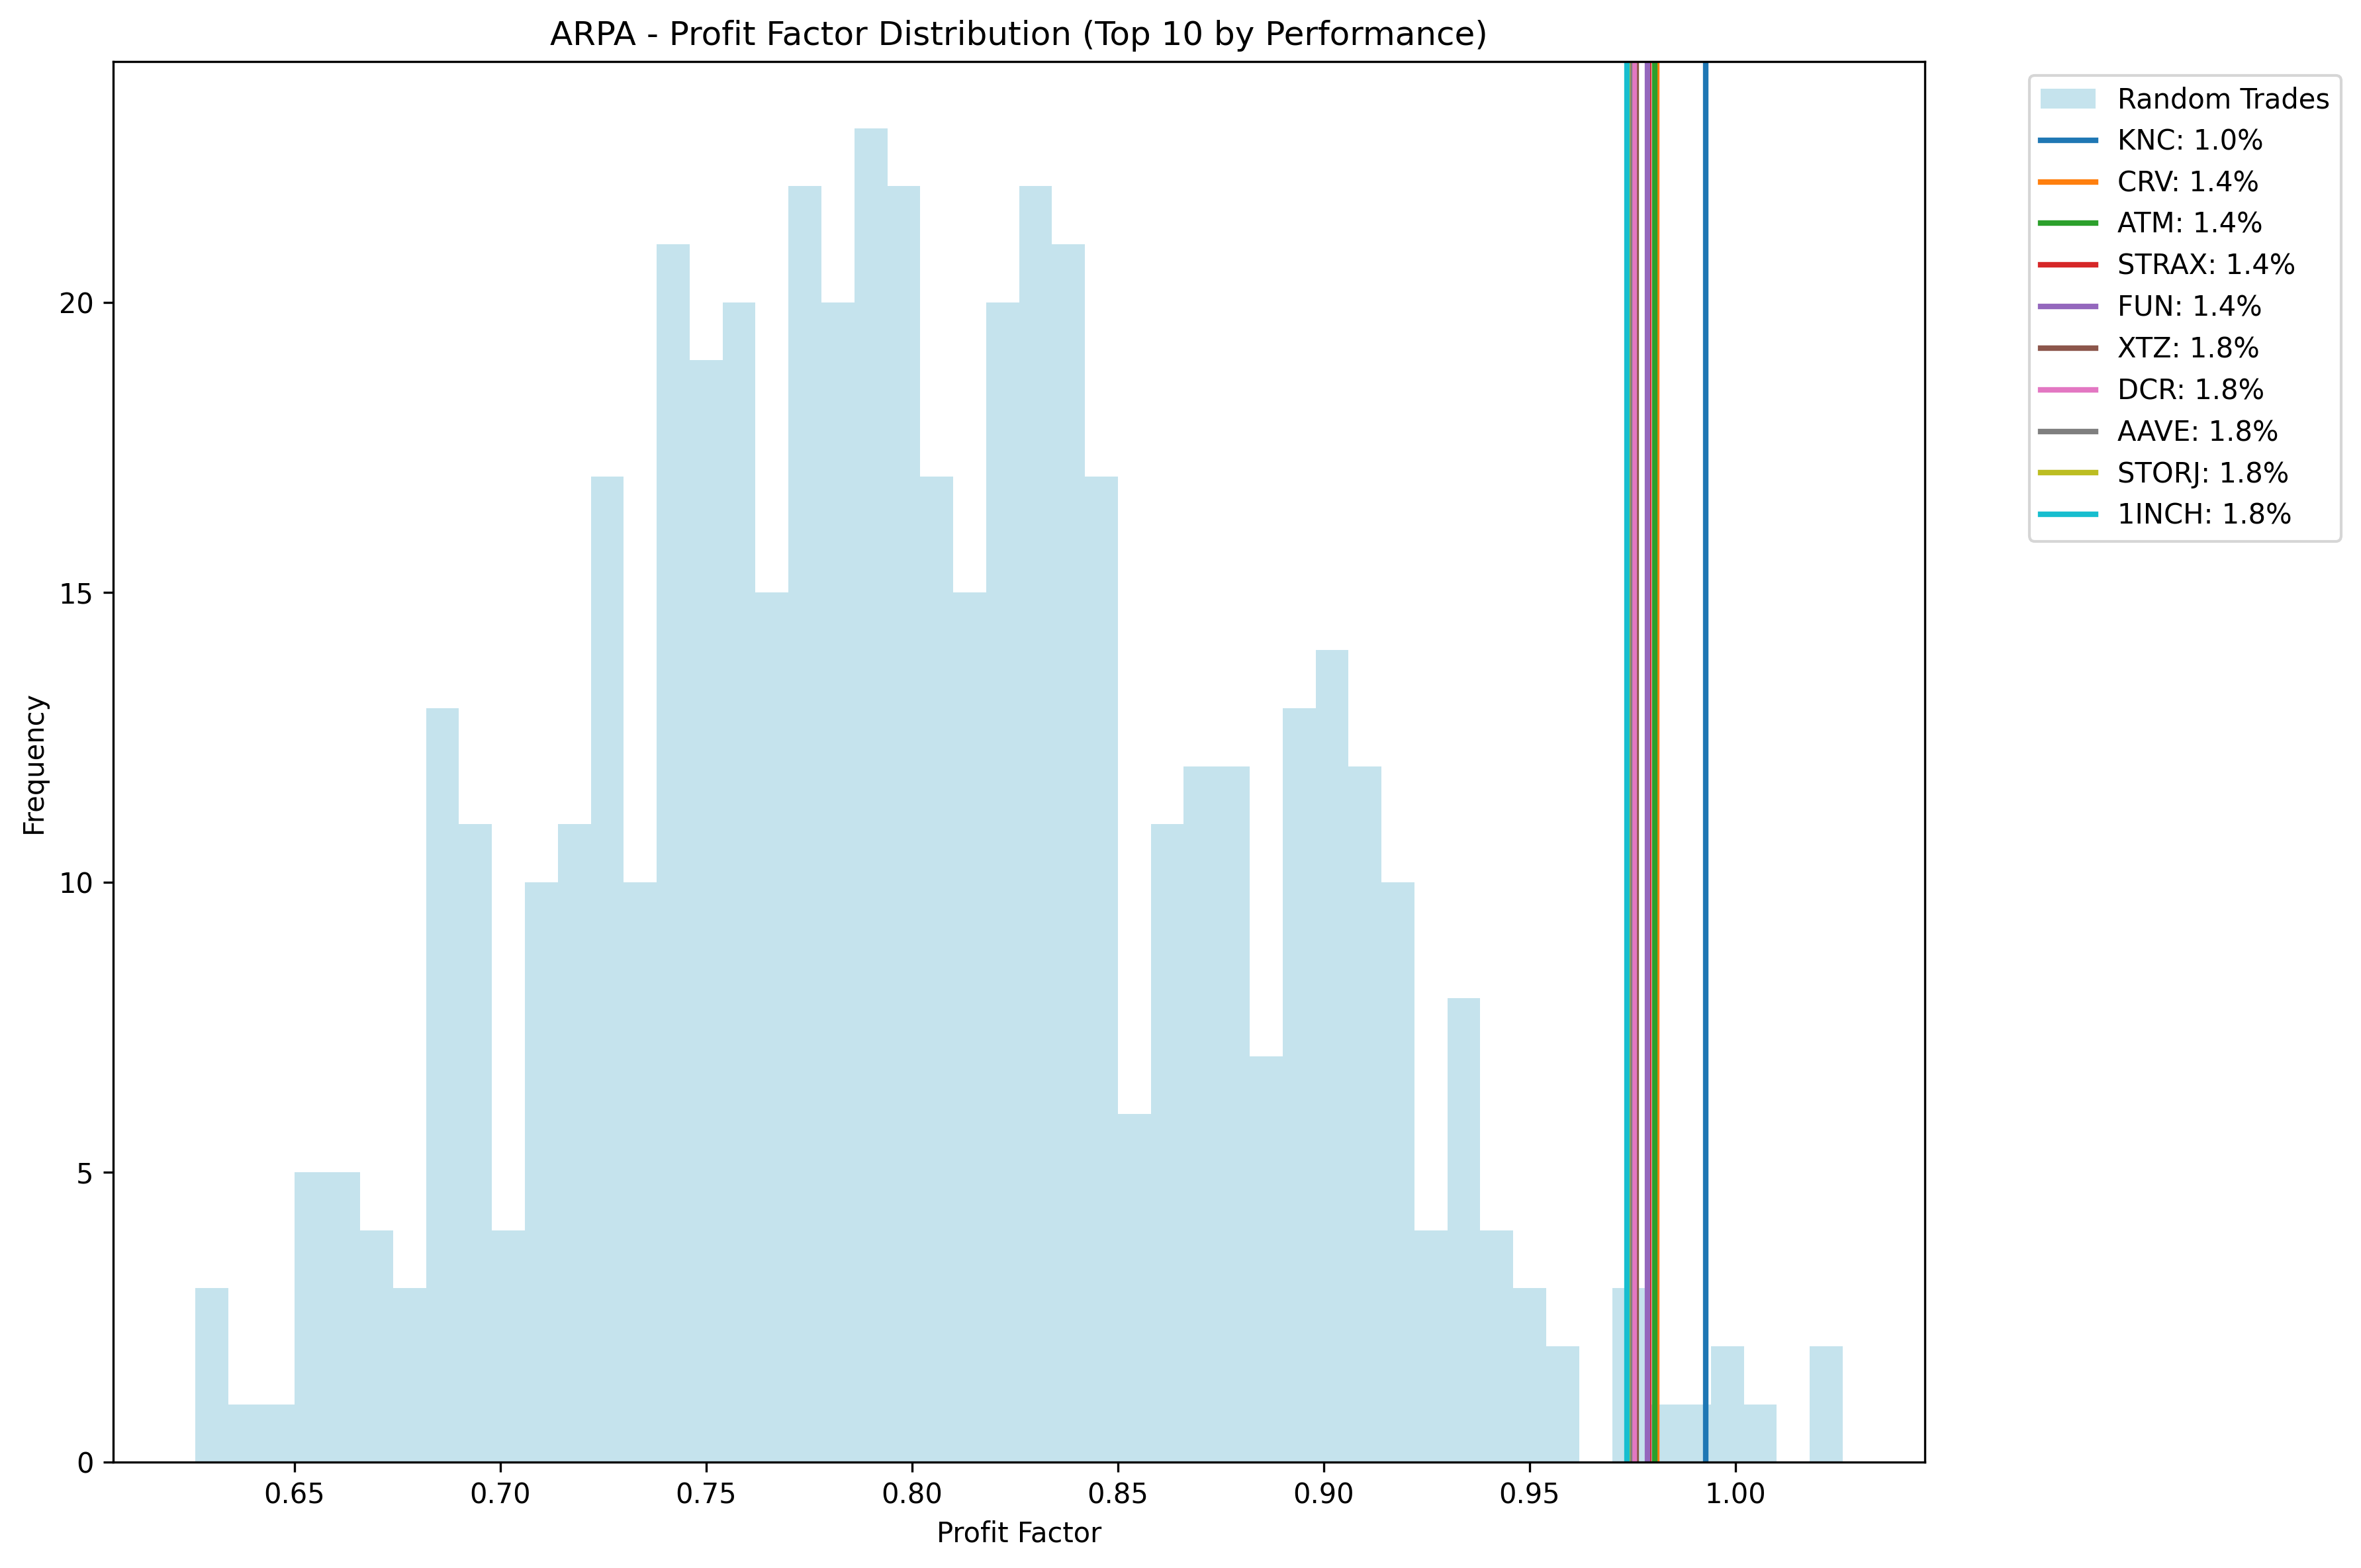 ARPA - Profit Factor Distribution (Top 10 by Performance)
Frequency
20
15
10
5
0
0.65 0.70 0.75 0.80 0.85 0.90 0.95 1.00
Profit Factor
Random Trades
KNC: 1.0%
CRV: 1.4%
ATM: 1.4%
STRAX: 1.4%
FUN: 1.4%
XTZ: 1.8%
DCR: 1.8%
AAVE: 1.8%
STORJ: 1.8%
1INCH: 1.8%